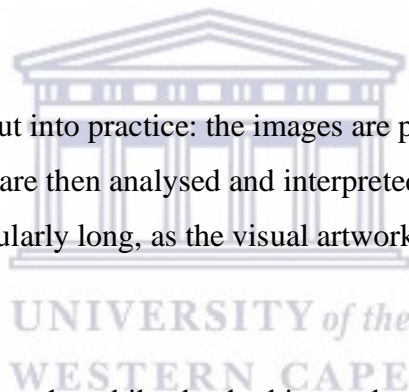 ut into practice: the images are p
are then analysed and interpreted
ularly long, as the visual artwork
UNIVERSITY of the
WESTERN CAPE